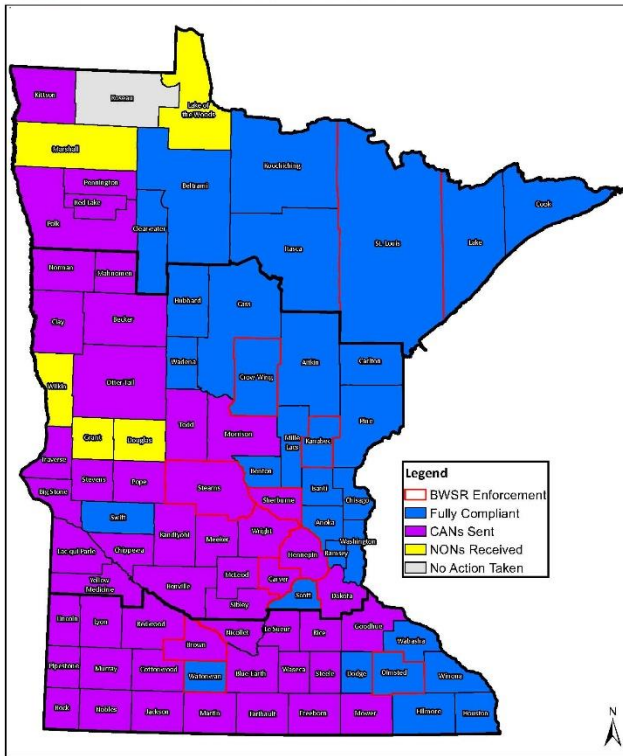 Kittson
Roseau
Lake
of the Woods
Marshall
Koochiching
Pennington
Beltrami
Red Lake
Cook
Polk
Clearwater
St. Louis
Lake
Itasca
Norman
Mahnomen
Hubbard
Cass
Clay
Becker
Aitkin
Wadena
Carlton
Crow Wing
Wilkin
Otter Tail
Pine
Todd
Morrison
Mille
Lacs
Kanabec
Grant
Douglas
Traverse
Benton
Stevens
Pope
Stearns
Isanti
Chisago
Big Stone
Sherburne
Swift
Anoka
Kandiyohi
Meeker
Wright
Washington
Ramsey
Hennepin
Lac qui Parle
Chippewa
McLeod
Carver
Yellow
Medicine
Renville
Scott
Dakota
Sibley
Lincoln
Lyon
Redwood
Nicollet
Le Sueur
Rice
Goodhue
Wabasha
Brown
Pipestone
Murray
Cottonwood
Watonwan
Blue Earth
Waseca
Steele
Dodge
Olmsted
Winona
Rock
Nobles
Jackson
Martin
Faribault
Freeborn
Mower
Fillmore
Houston
Legend
BWSR Enforcement
Fully Compliant
CANs Sent
NONs Received
No Action Taken
N